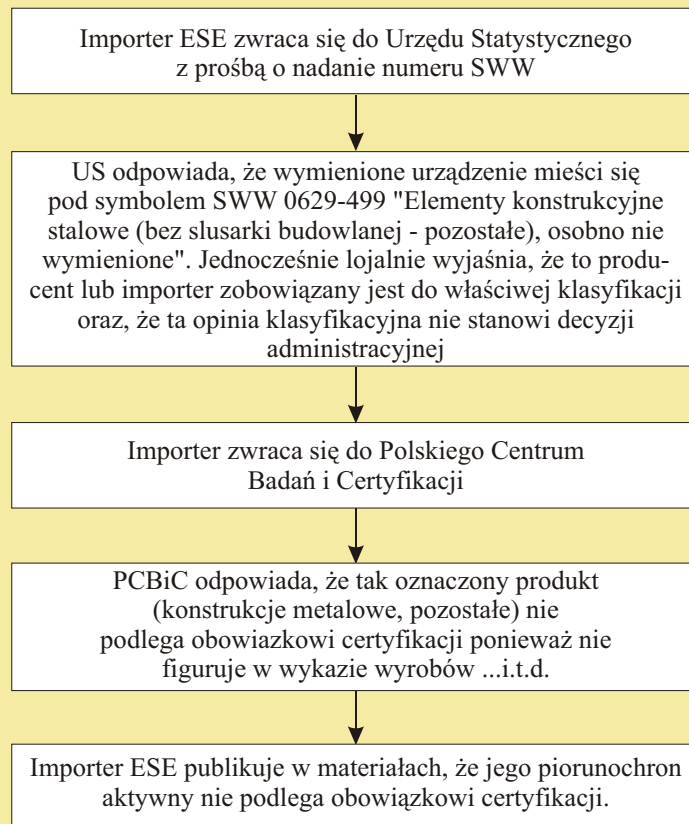 Importer ESE zwraca się do Urzędu Statystycznego
z prośbą o nadanie numeru SWW
US odpowiada, że wymienione urządzenie mieści się
pod symbolem SWW 0629-499 "Elementy konstrukcyjne
stalowe (bez slusarki budowlanej - pozostałe), osobno nie
wymienione". Jednocześnie lojalnie wyjaśnia, że to produ-
cent lub importer zobowiązany jest do właściwej klasyfikacji
oraz, że ta opinia klasyfikacyjna nie stanowi decyzji
administracyjnej
Importer zwraca się do Polskiego Centrum
Badań i Certyfikacji
PCBiC odpowiada, że tak oznaczony produkt
(konstrukcje metalowe, pozostałe) nie
podlega obowiazkowi certyfikacji ponieważ nie
figuruje w wykazie wyrobów ...i.t.d.
Importer ESE publikuje w materiałach, że jego piorunochron
aktywny nie podlega obowiązkowi certyfikacji.